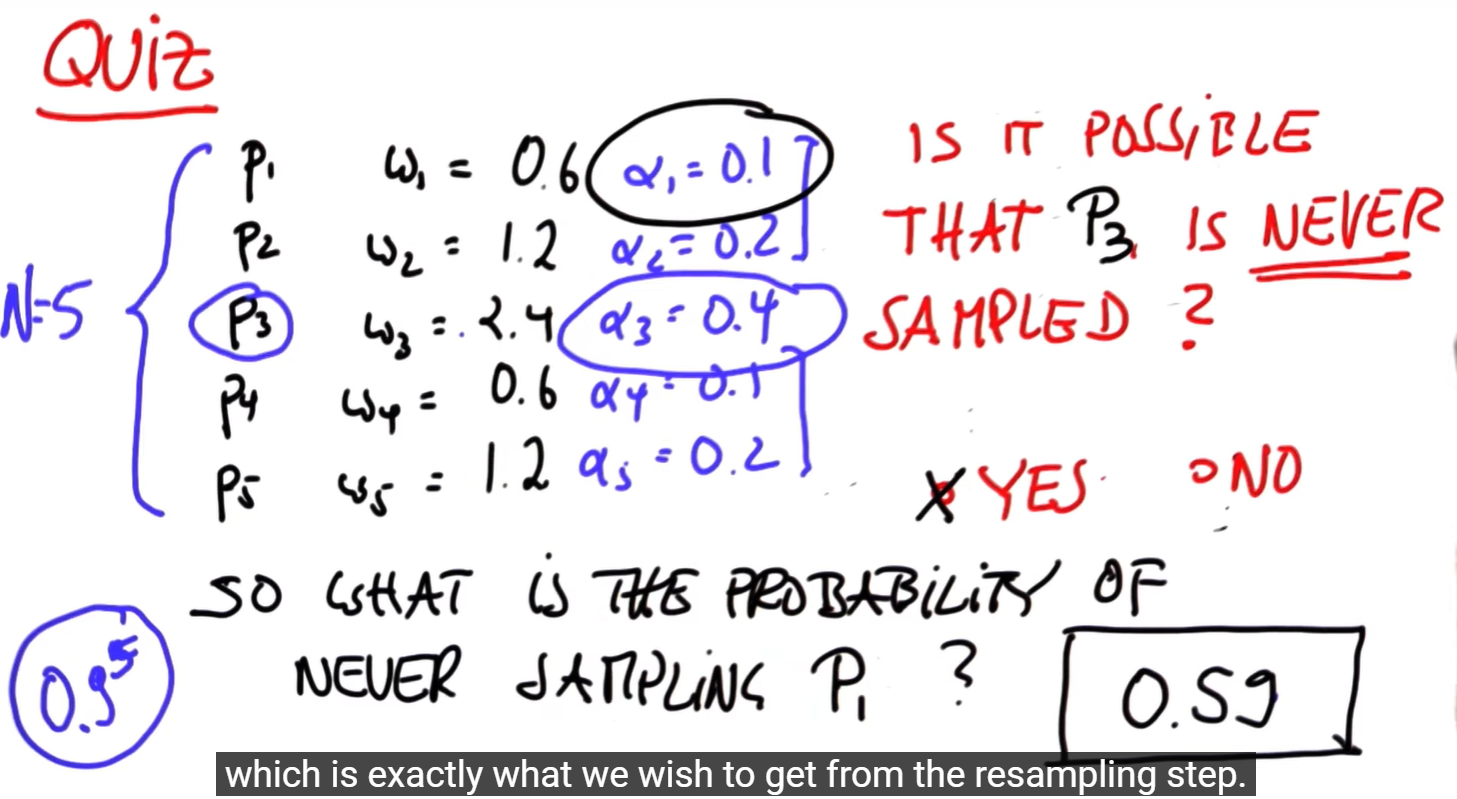 QUIZ
P1 ω1 = 0.6 α1 = 0.1
P2 ω2 = 1.2 α2 = 0.2
N=5
P3 ω3 = 2.4 α3 = 0.4
P4 ω4 = 0.6 α4 = 0.1
P5 ω5 = 1.2 α5 = 0.2
IS IT POSSIBLE
THAT P3 IS NEVER
SAMPLED ?
X YES NO
SO WHAT IS THE PROBABILITY OF
NEVER SAMPLING P1 ?
0.9^5
0.59
which is exactly what we wish to get from the resampling step.